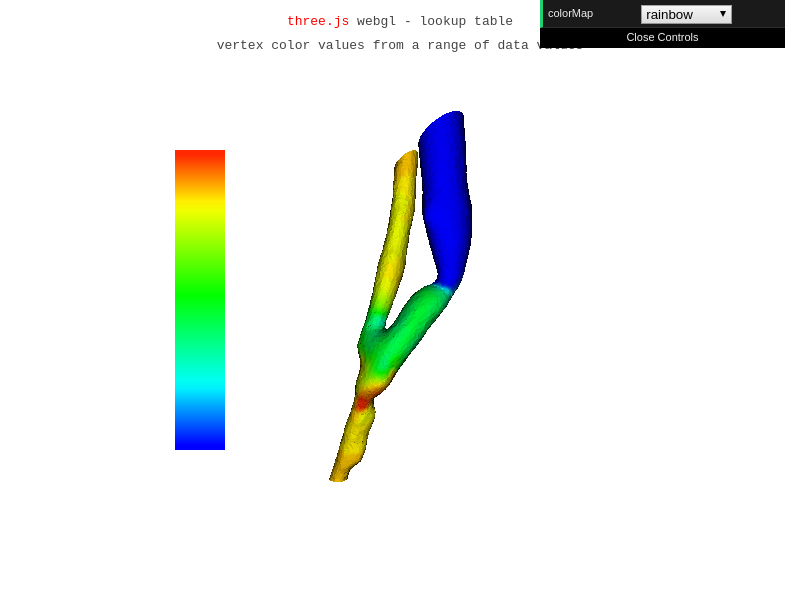 three.js webgl - lookup table
vertex color values from a range of data values
colorMap
rainbow
Close Controls